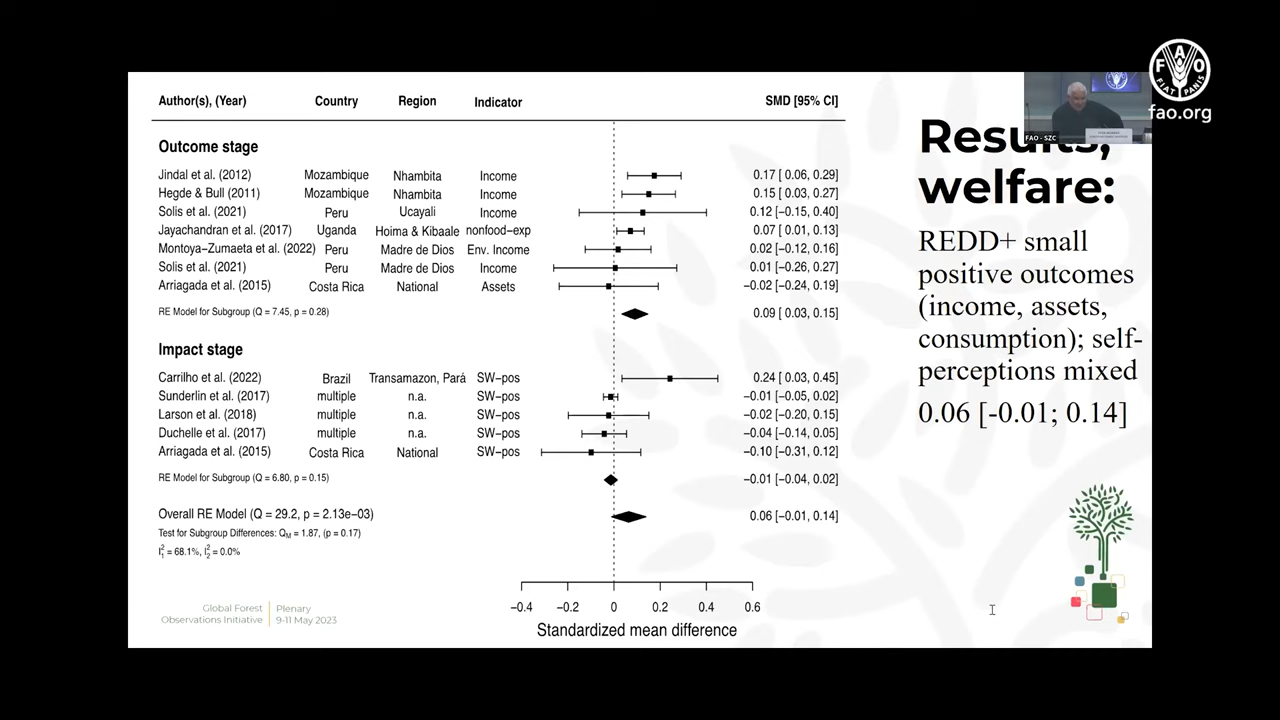 FAO
FIAT PANIS
fao.org
FAO - SZC
Author(s), (Year) Country Region Indicator SMD [95% CI]
Outcome stage
Jindal et al. (2012) Mozambique Nhambita Income 0.17 [ 0.06, 0.29]
Hegde & Bull (2011) Mozambique Nhambita Income 0.15 [ 0.03, 0.27]
Solis et al. (2021) Peru Ucayali Income 0.12 [−0.15, 0.40]
Jayachandran et al. (2017) Uganda Hoima & Kibaale nonfood−exp 0.07 [ 0.01, 0.13]
Montoya−Zumaeta et al. (2022) Peru Madre de Dios Env. Income 0.02 [−0.12, 0.16]
Solis et al. (2021) Peru Madre de Dios Income 0.01 [−0.26, 0.27]
Arriagada et al. (2015) Costa Rica National Assets −0.02 [−0.24, 0.19]
RE Model for Subgroup (Q = 7.45, p = 0.28) 0.09 [ 0.03, 0.15]
Impact stage
Carrilho et al. (2022) Brazil Transamazon, Pará SW−pos 0.24 [ 0.03, 0.45]
Sunderlin et al. (2017) multiple n.a. SW−pos −0.01 [−0.05, 0.02]
Larson et al. (2018) multiple n.a. SW−pos −0.02 [−0.20, 0.15]
Duchelle et al. (2017) multiple n.a. SW−pos −0.04 [−0.14, 0.05]
Arriagada et al. (2015) Costa Rica National SW−pos −0.10 [−0.31, 0.12]
RE Model for Subgroup (Q = 6.80, p = 0.15) −0.01 [−0.04, 0.02]
Overall RE Model (Q = 29.2, p = 2.13e−03) 0.06 [−0.01, 0.14]
Test for Subgroup Differences: QM = 1.87, (p = 0.17)
I²₁ = 68.1%, I²₂ = 0.0%
−0.4 −0.2 0 0.2 0.4 0.6
Standardized mean difference
Global Forest
Observations Initiative
Plenary
9-11 May 2023
Results,
welfare:
REDD+ small
positive outcomes
(income, assets,
consumption); self-
perceptions mixed
0.06 [-0.01; 0.14]